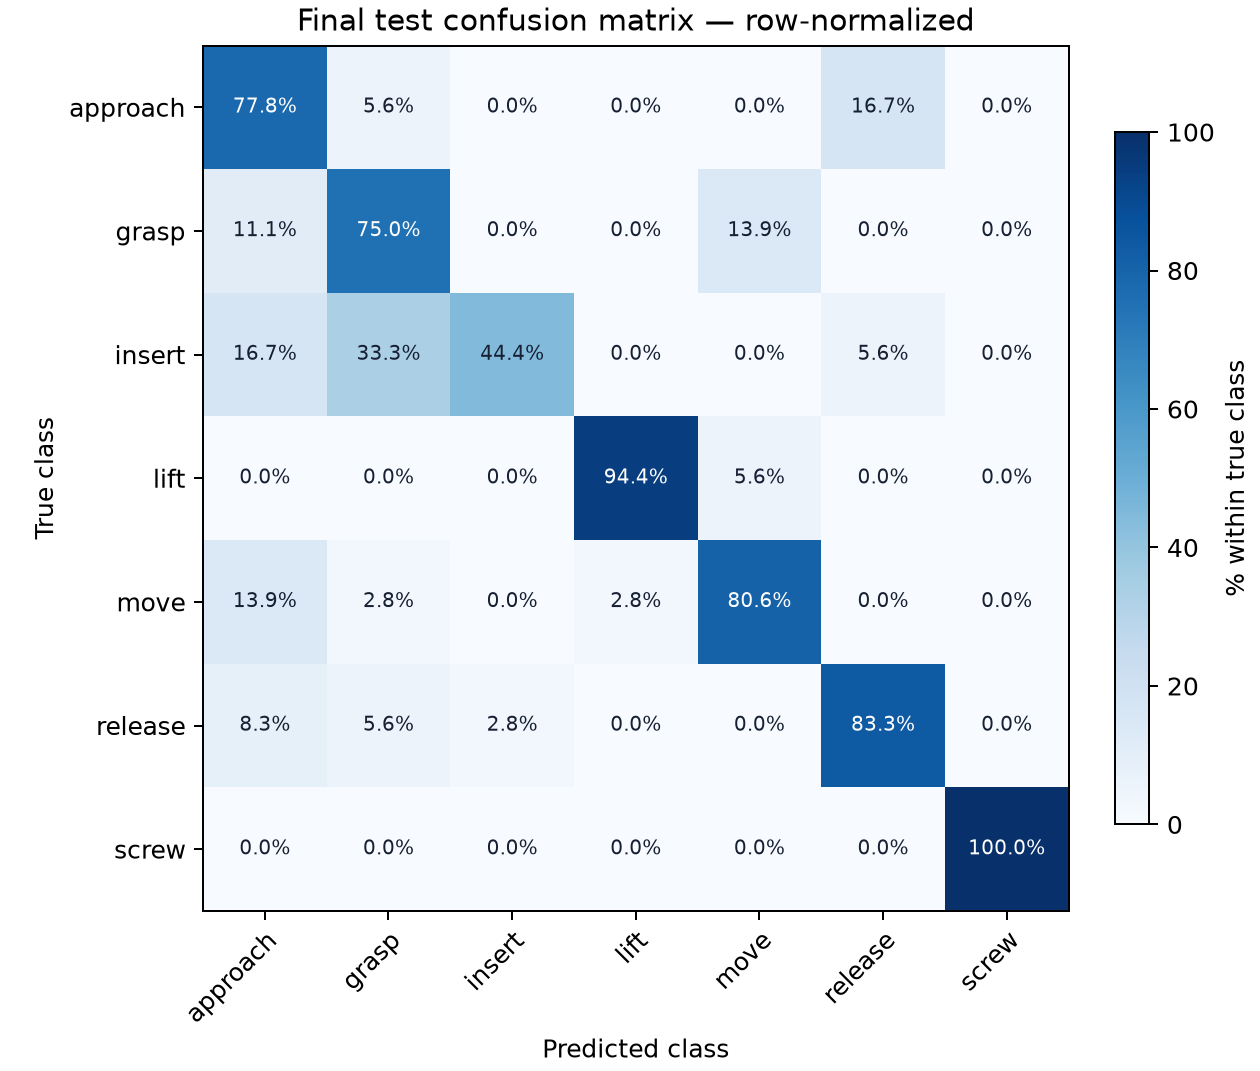 Final test confusion matrix — row-normalized
approach 77.8% 5.6% 0.0% 0.0% 0.0% 16.7% 0.0%
grasp 11.1% 75.0% 0.0% 0.0% 13.9% 0.0% 0.0%
insert 16.7% 33.3% 44.4% 0.0% 0.0% 5.6% 0.0%
lift 0.0% 0.0% 0.0% 94.4% 5.6% 0.0% 0.0%
move 13.9% 2.8% 0.0% 2.8% 80.6% 0.0% 0.0%
release 8.3% 5.6% 2.8% 0.0% 0.0% 83.3% 0.0%
screw 0.0% 0.0% 0.0% 0.0% 0.0% 0.0% 100.0%
approach grasp insert lift move release screw
Predicted class
True class
100
80
60
40
20
0
% within true class